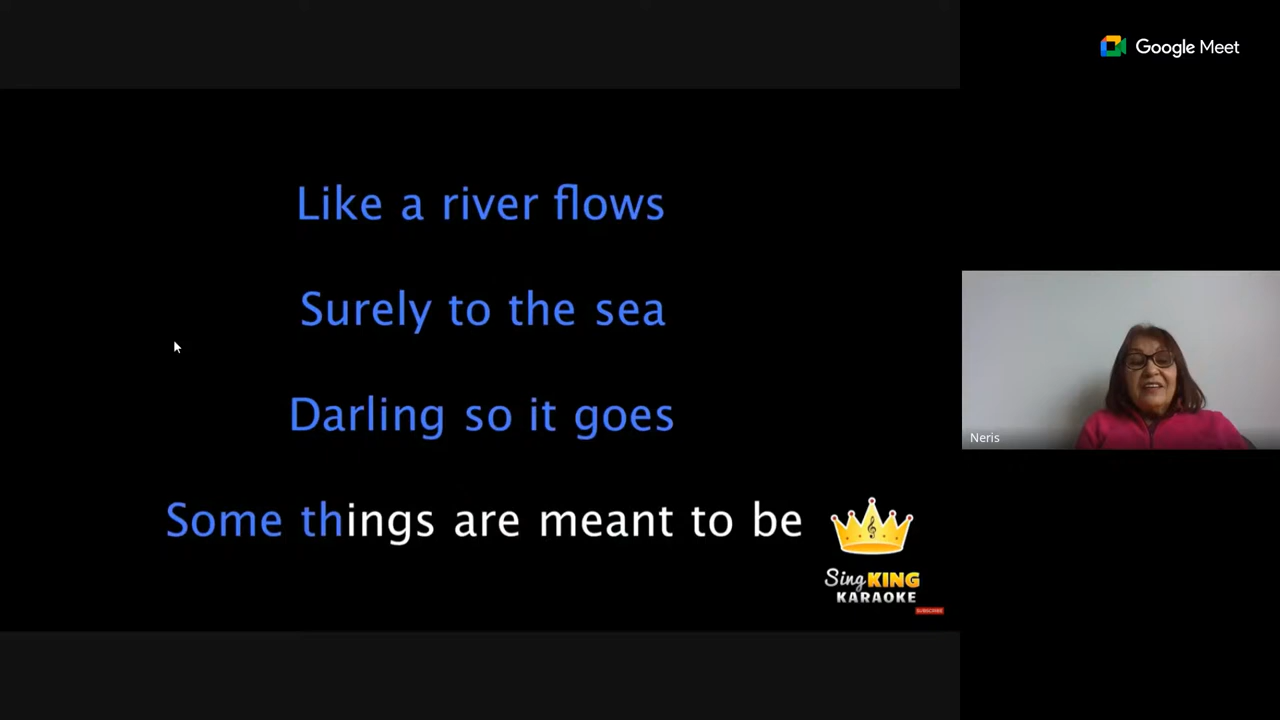 Google Meet
Like a river flows
Surely to the sea
Darling so it goes
Some things are meant to be
Sing KING
KARAOKE
SUBSCRIBE
Neris